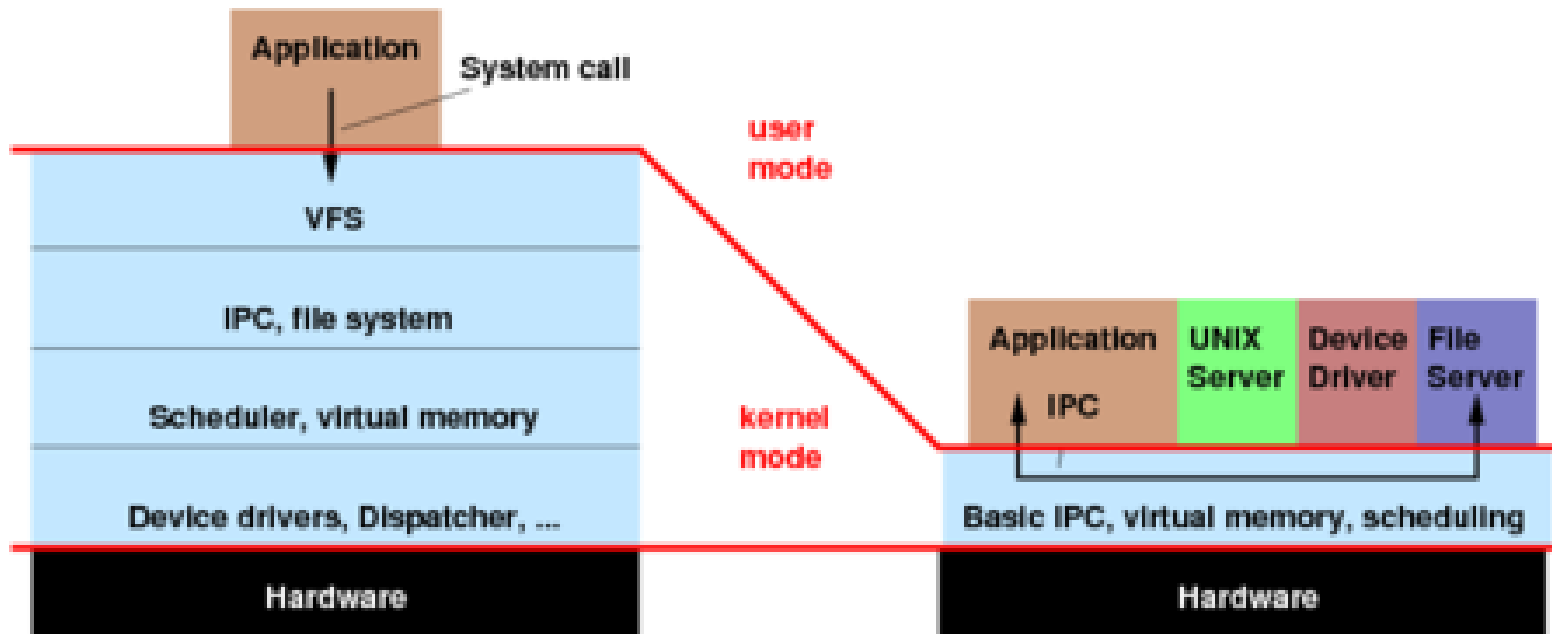 Application
System call
user
mode
VFS
IPC, file system
Scheduler, virtual memory
kernel
mode
Device drivers, Dispatcher, ...
Hardware
Application
IPC
UNIX
Server
Device
Driver
File
Server
Basic IPC, virtual memory, scheduling
Hardware